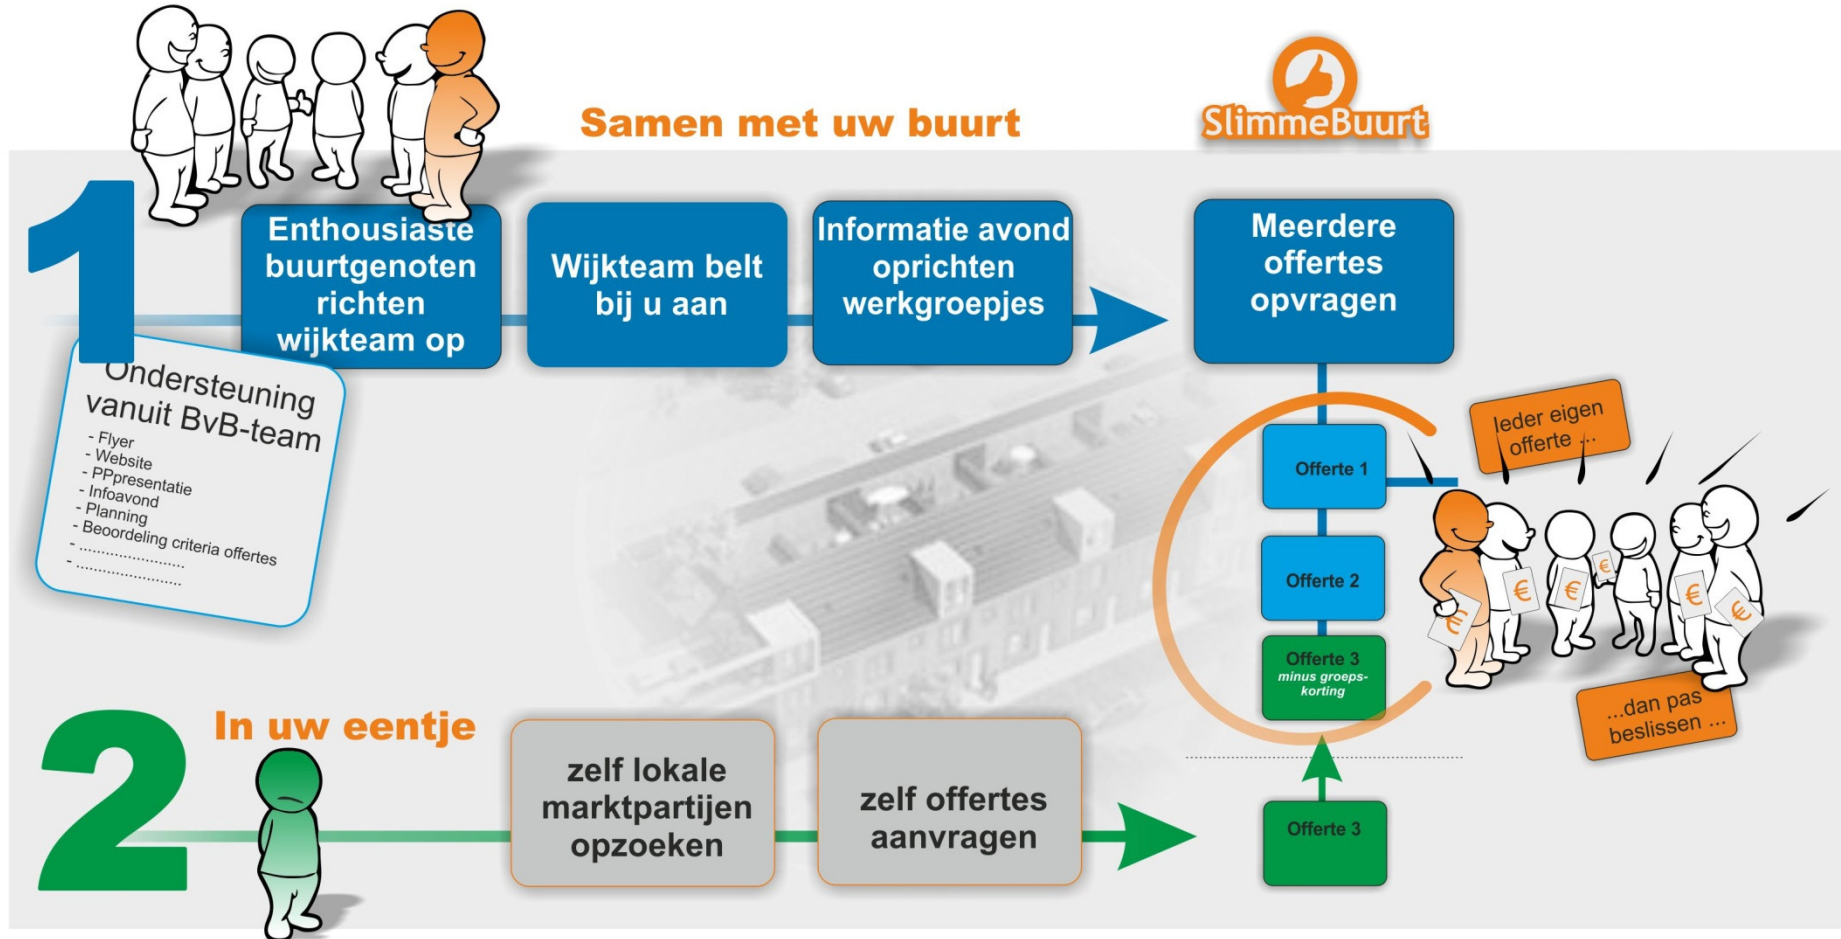 Samen met uw buurt
SlimmeBuurt
1
Enthousiaste
buurtgenoten
richten
wijkteam op
Wijkteam belt
bij u aan
Informatie avond
oprichten
werkgroepjes
Meerdere
offertes
opvragen
Ondersteuning
vanuit BvB-team
- Flyer
- Website
- PPpresentatie
- Infoavond
- Planning
- Beoordeling criteria offertes
- .....................
- ........................
Offerte 1
Offerte 2
Offerte 3
minus groeps-
korting
Ieder eigen
offerte ...
€
€
€
€
€
€
...dan pas
beslissen ...
2
In uw eentje
zelf lokale
marktpartijen
opzoeken
zelf offertes
aanvragen
Offerte 3